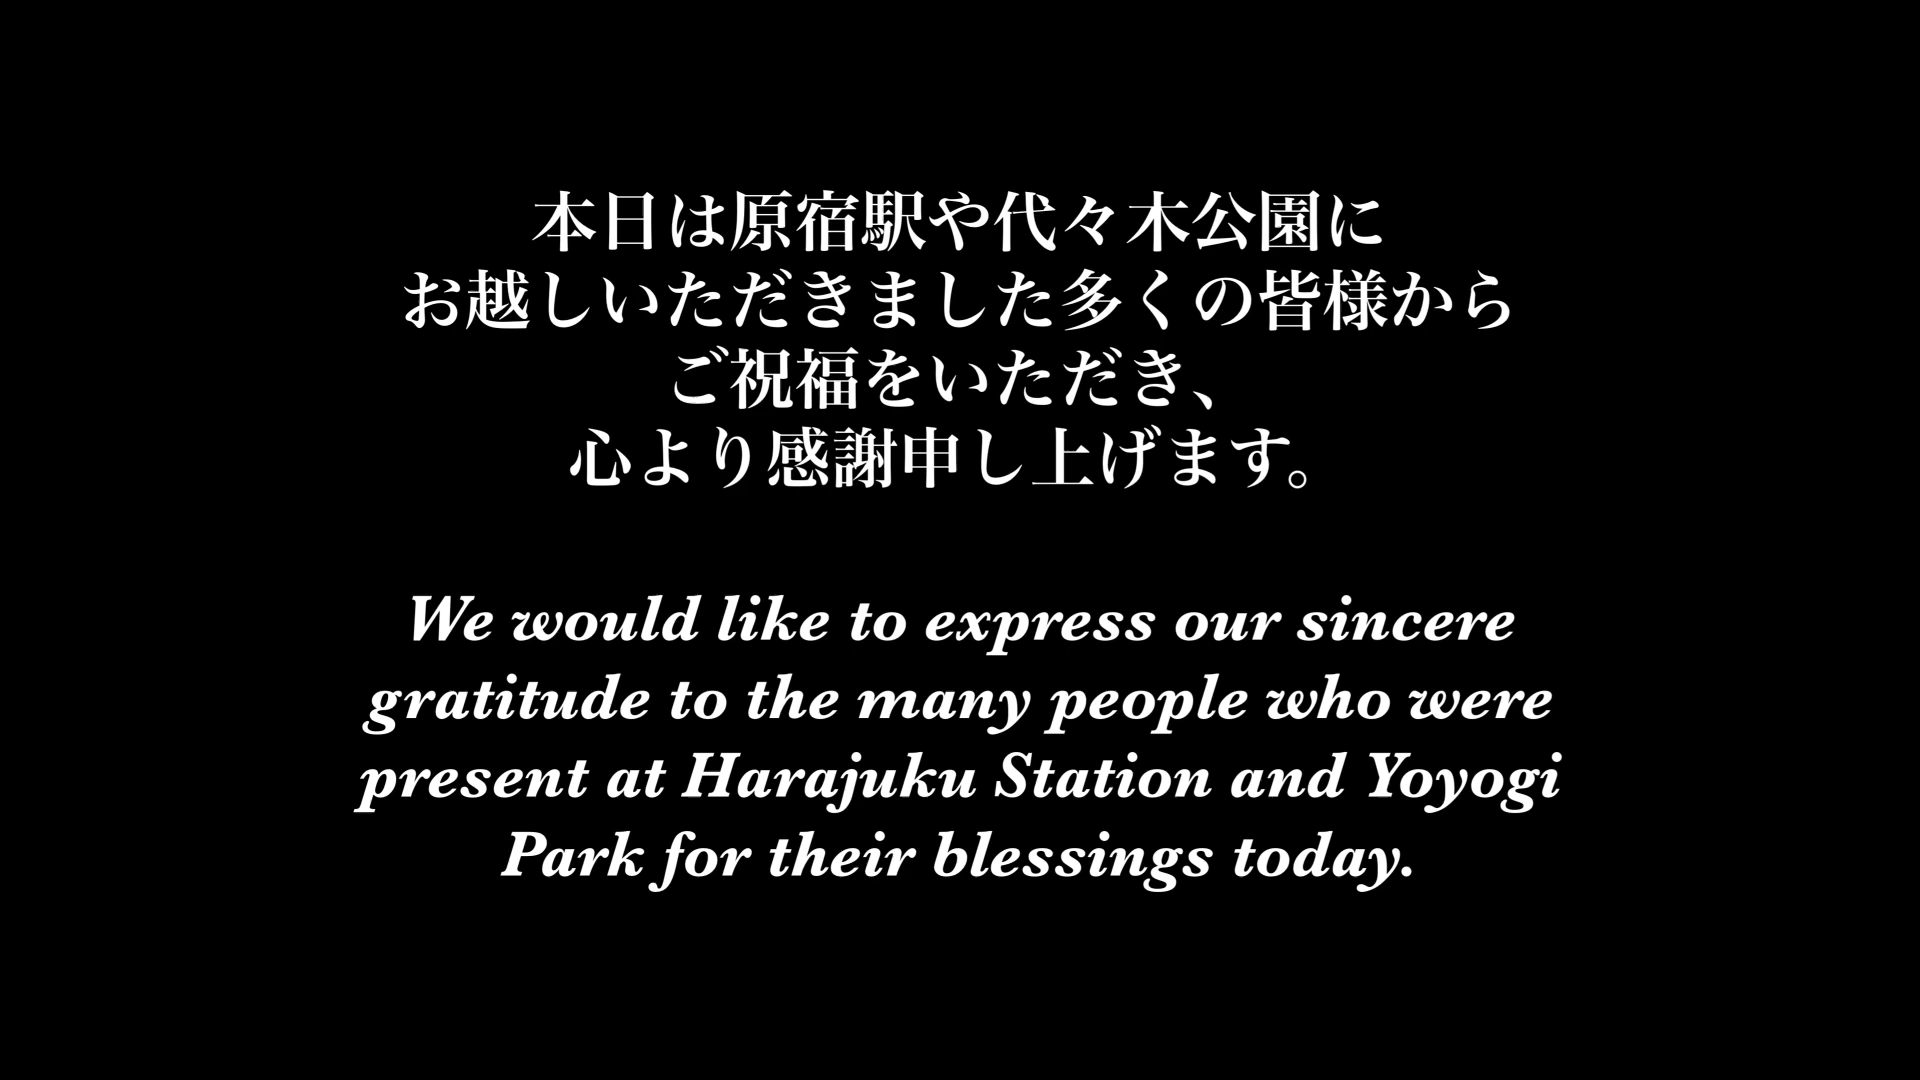 本日は原宿駅や代々木公園に
お越しいただきました多くの皆様から
ご祝福をいただき、
心より感謝申し上げます。
We would like to express our sincere
gratitude to the many people who were
present at Harajuku Station and Yoyogi
Park for their blessings today.